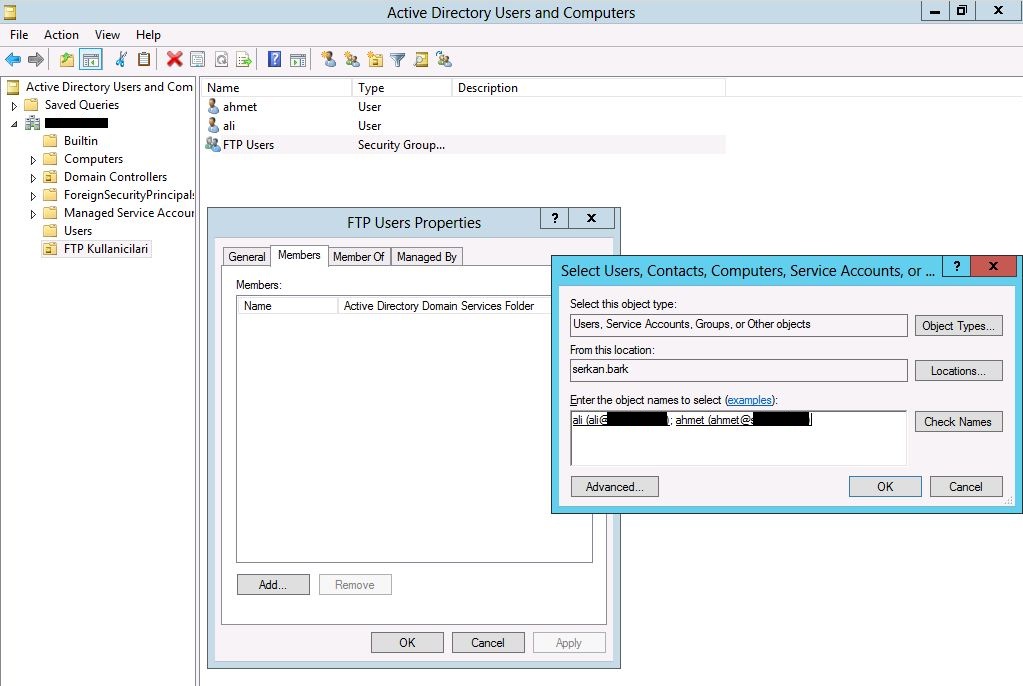 Active Directory Users and Computers
File Action View Help
Active Directory Users and Com
Saved Queries
Builtin
Computers
Domain Controllers
ForeignSecurityPrincipals
Managed Service Accour
Users
FTP Kullanicilari
Name Type Description
ahmet User
ali User
FTP Users Security Group...
FTP Users Properties
General Members Member Of Managed By
Members:
Name Active Directory Domain Services Folder
Add... Remove
OK Cancel Apply
Select Users, Contacts, Computers, Service Accounts, or ...
Select this object type:
Users, Service Accounts, Groups, or Other objects Object Types...
From this location:
serkan.bark Locations...
Enter the object names to select (examples):
ali (ali@ ); ahmet (ahmet@s ) Check Names
Advanced... OK Cancel